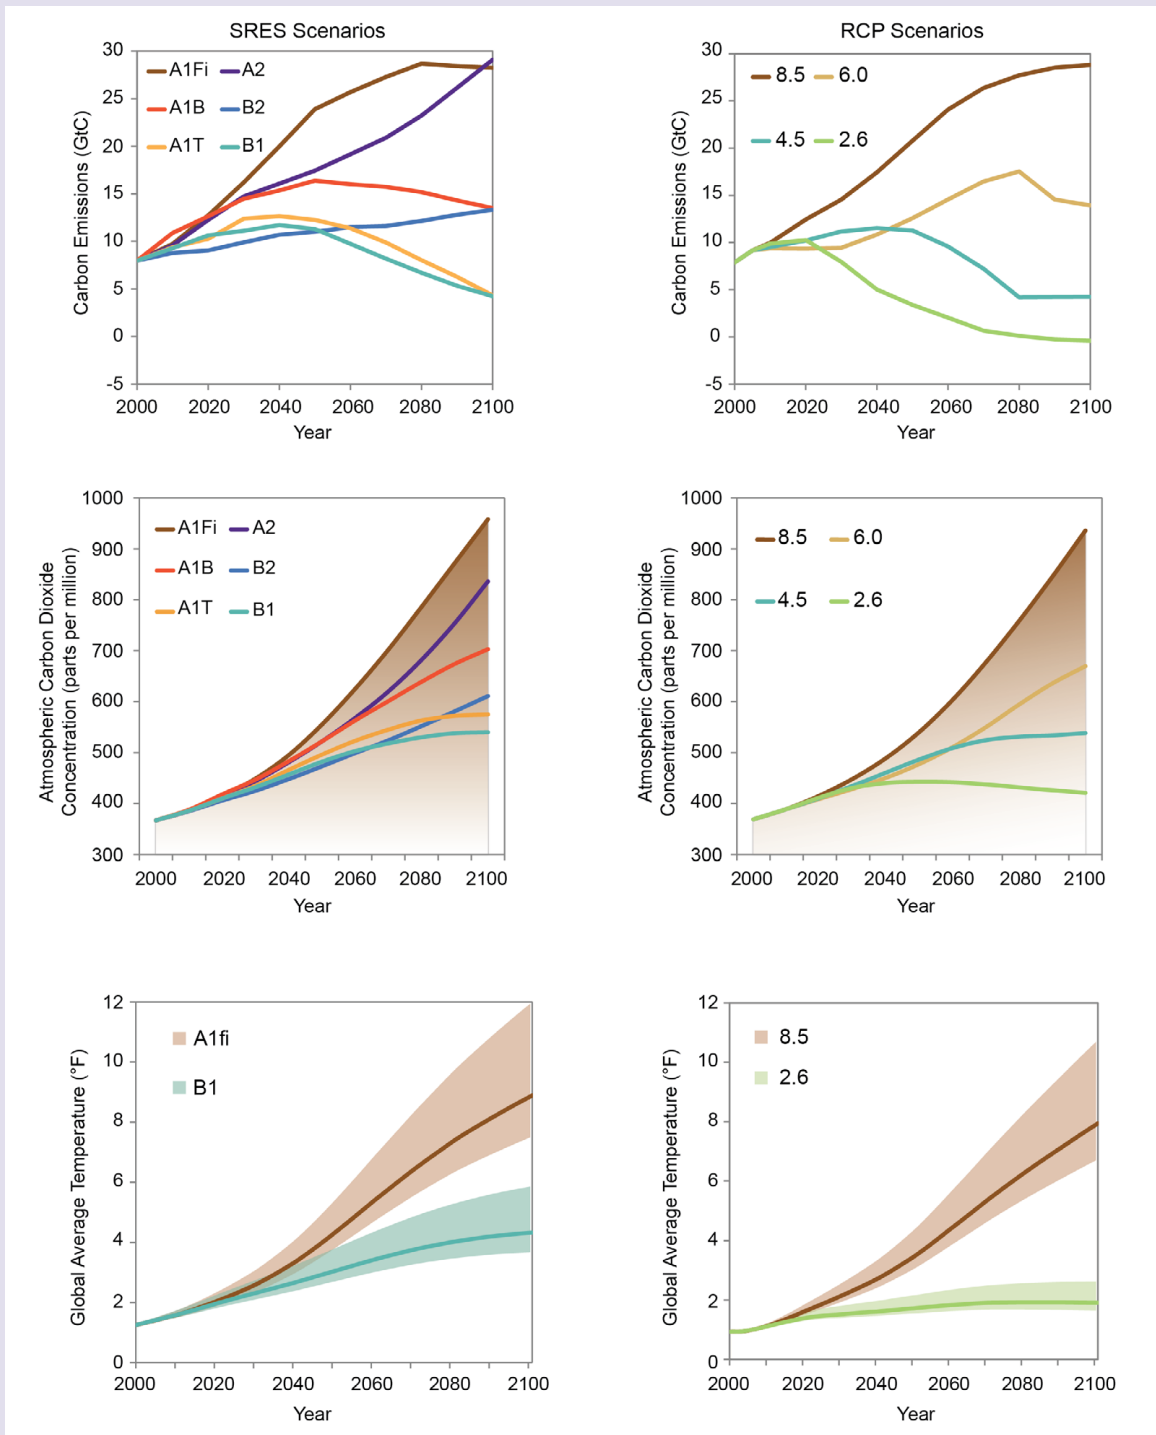 SRES Scenarios
30
25
20
15
10
5
0
-5
Carbon Emissions (GtC)
A1Fi A2
A1B B2
A1T B1
2000 2020 2040 2060 2080 2100
Year
RCP Scenarios
30
25
20
15
10
5
0
-5
Carbon Emissions (GtC)
8.5 6.0
4.5 2.6
2000 2020 2040 2060 2080 2100
Year
1000
900
800
700
600
500
400
300
Atmospheric Carbon Dioxide
Concentration (parts per million)
A1Fi A2
A1B B2
A1T B1
2000 2020 2040 2060 2080 2100
Year
1000
900
800
700
600
500
400
300
Atmospheric Carbon Dioxide
Concentration (parts per million)
8.5 6.0
4.5 2.6
2000 2020 2040 2060 2080 2100
Year
12
10
8
6
4
2
0
Global Average Temperature (°F)
A1fi
B1
2000 2020 2040 2060 2080 2100
Year
12
10
8
6
4
2
0
Global Average Temperature (°F)
8.5
2.6
2000 2020 2040 2060 2080 2100
Year